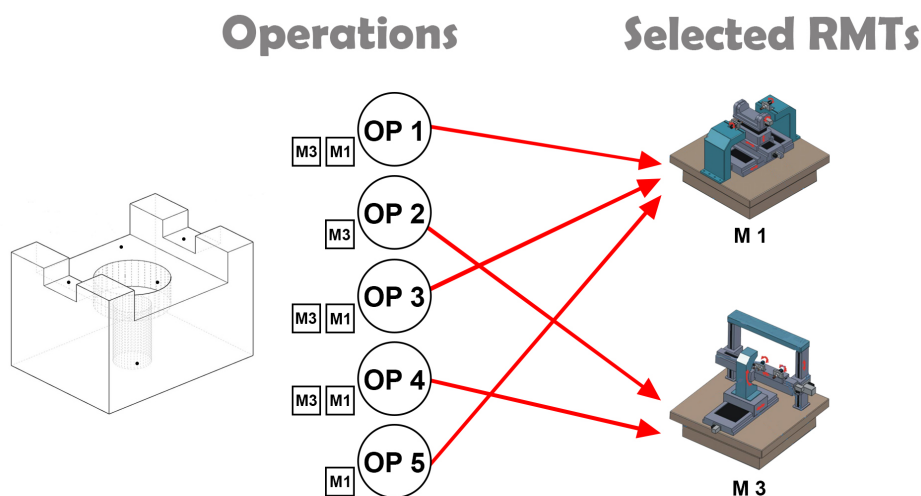 Operations
Selected RMTs
OP 1
M3 M1
OP 2
M3
OP 3
M3 M1
OP 4
M3 M1
OP 5
M1
M 1
M 3